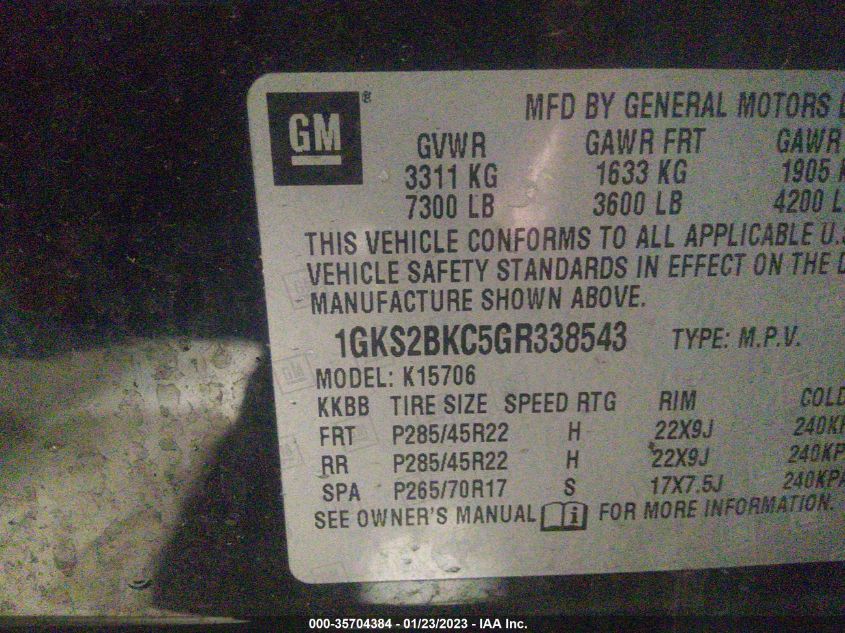 GM ®
MFD BY GENERAL MOTORS
GVWR GAWR FRT GAWR
3311 KG 1633 KG 1905
7300 LB 3600 LB 4200
THIS VEHICLE CONFORMS TO ALL APPLICABLE U.S
VEHICLE SAFETY STANDARDS IN EFFECT ON THE
MANUFACTURE SHOWN ABOVE.
1GKS2BKC5GR338543 TYPE: M.P.V.
MODEL: K15706
KKBB TIRE SIZE SPEED RTG RIM COLD
FRT P285/45R22 H 22X9J 240KP
RR P285/45R22 H 22X9J 240KP
SPA P265/70R17 S 17X7.5J 240KPA
SEE OWNER'S MANUAL i FOR MORE INFORMATION.
000-35704384 - 01/23/2023 - IAA Inc.